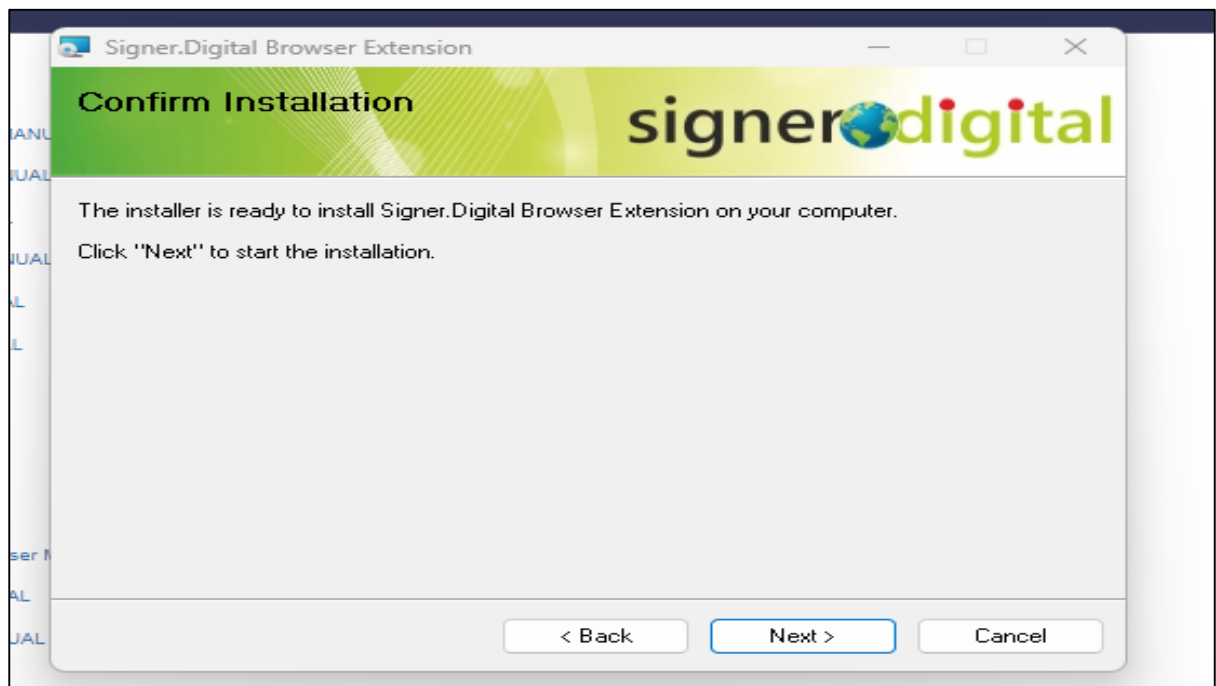 Signer.Digital Browser Extension
Confirm Installation
signer digital
The installer is ready to install Signer.Digital Browser Extension on your computer.
Click "Next" to start the installation.
< Back
Next >
Cancel